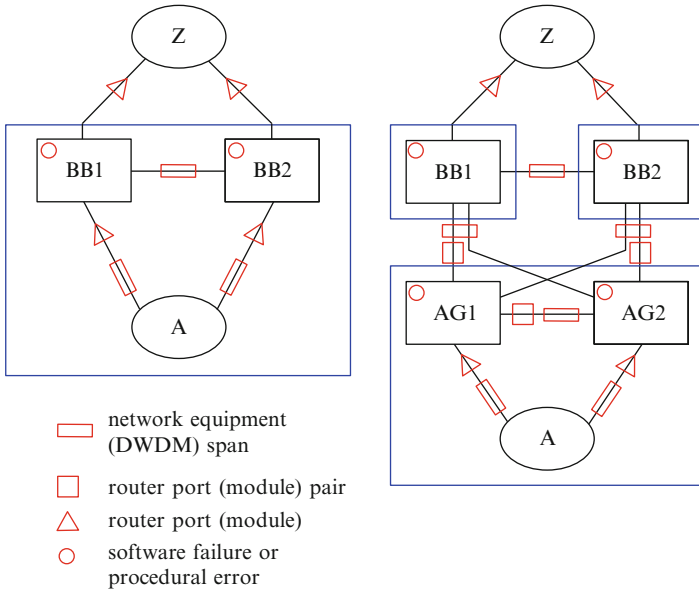 Z
Z
BB1
BB2
BB1
BB2
A
AG1
AG2
A
network equipment
(DWDM) span
router port (module) pair
router port (module)
software failure or
procedural error